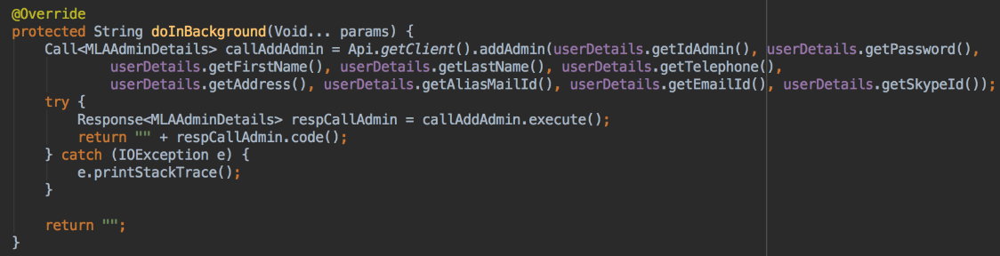 @Override
protected String doInBackground(Void... params) {
Call<MLAAdminDetails> callAddAdmin = Api.getClient().addAdmin(userDetails.getIdAdmin(), userDetails.getPassword(),
userDetails.getFirstName(), userDetails.getLastName(), userDetails.getTelephone(),
userDetails.getAddress(), userDetails.getAliasMailId(), userDetails.getEmailId(), userDetails.getSkypeId());
try {
Response<MLAAdminDetails> respCallAdmin = callAddAdmin.execute();
return "" + respCallAdmin.code();
} catch (IOException e) {
e.printStackTrace();
}
return "";
}